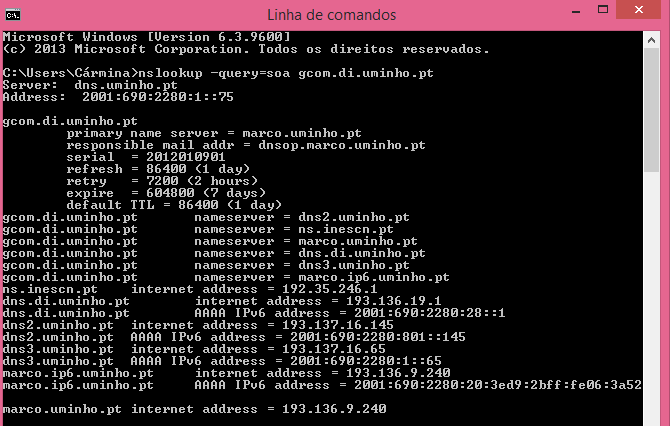 Linha de comandos
Microsoft Windows [Version 6.3.9600]
(c) 2013 Microsoft Corporation. Todos os direitos reservados.
C:\Users\Cármina>nslookup -query=soa gcom.di.uminho.pt
Server:  dns.uminho.pt
Address:  2001:690:2280:1::75
gcom.di.uminho.pt
primary name server = marco.uminho.pt
responsible mail addr = dnsop.marco.uminho.pt
serial  = 2012010901
refresh = 86400 (1 day)
retry   = 7200 (2 hours)
expire  = 604800 (7 days)
default TTL = 86400 (1 day)
gcom.di.uminho.pt       nameserver = dns2.uminho.pt
gcom.di.uminho.pt       nameserver = ns.inescn.pt
gcom.di.uminho.pt       nameserver = marco.uminho.pt
gcom.di.uminho.pt       nameserver = dns.di.uminho.pt
gcom.di.uminho.pt       nameserver = dns3.uminho.pt
gcom.di.uminho.pt       nameserver = marco.ip6.uminho.pt
ns.inescn.pt    internet address = 192.35.246.1
dns.di.uminho.pt        internet address = 193.136.19.1
dns.di.uminho.pt        AAAA IPv6 address = 2001:690:2280:28::1
dns2.uminho.pt  internet address = 193.137.16.145
dns2.uminho.pt  AAAA IPv6 address = 2001:690:2280:801::145
dns3.uminho.pt  internet address = 193.137.16.65
dns3.uminho.pt  AAAA IPv6 address = 2001:690:2280:1::65
marco.ip6.uminho.pt     internet address = 193.136.9.240
marco.ip6.uminho.pt     AAAA IPv6 address = 2001:690:2280:20:3ed9:2bff:fe06:3a52
marco.uminho.pt internet address = 193.136.9.240